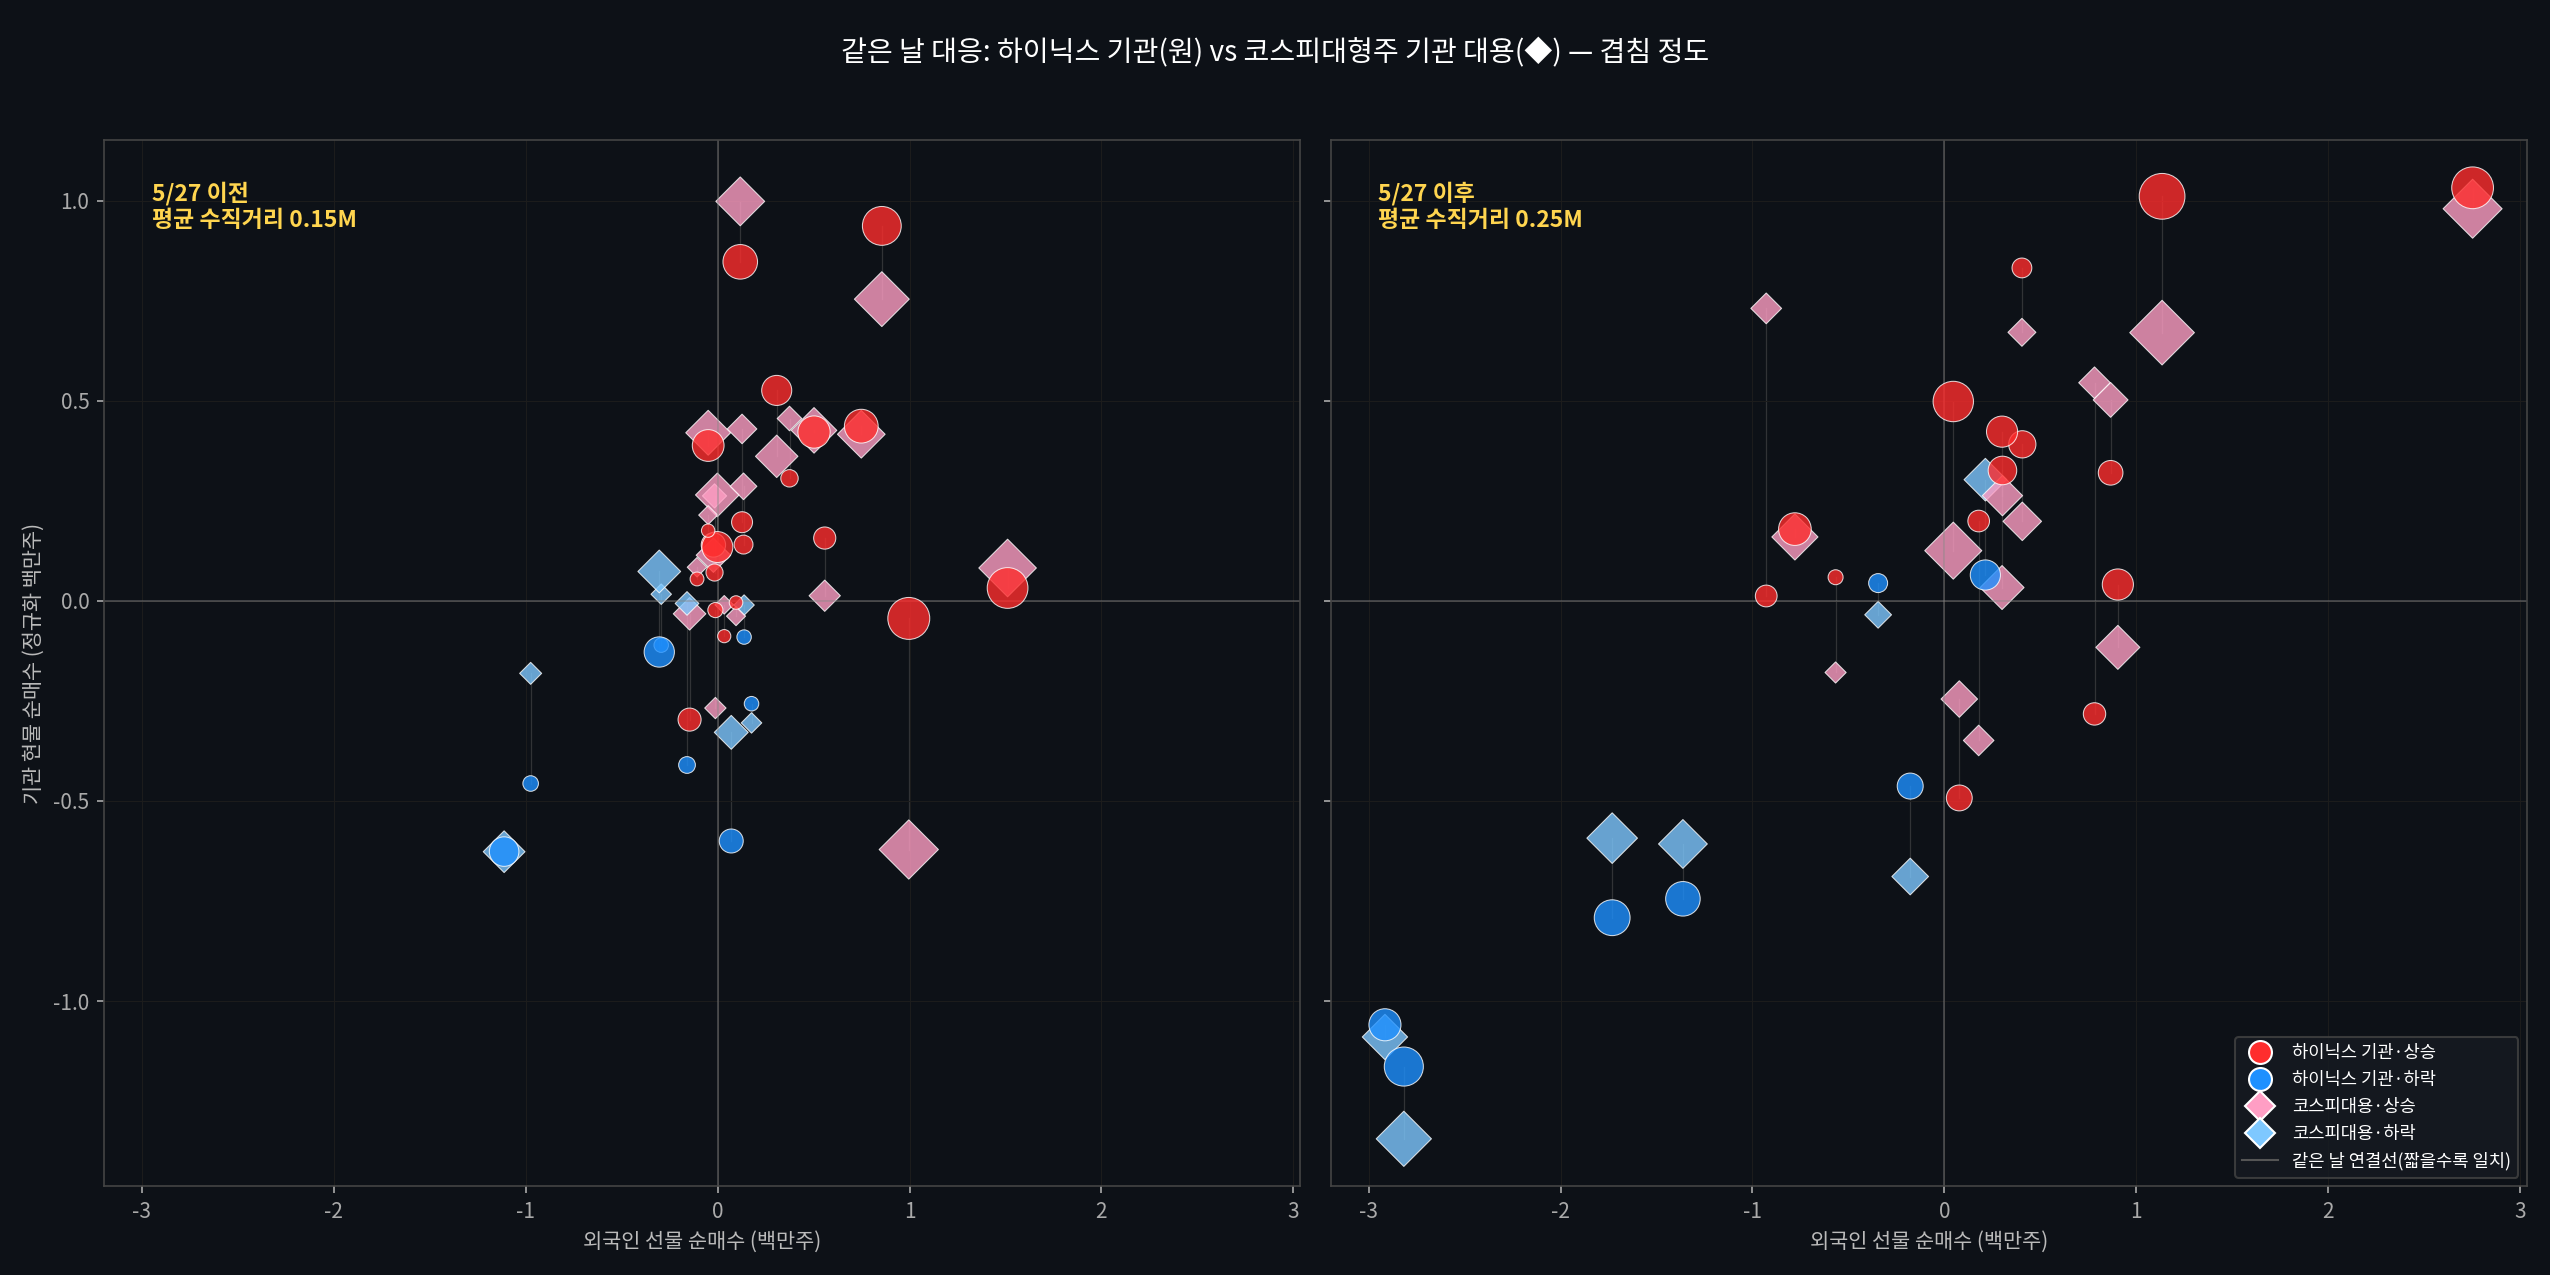 같은 날 대응: 하이닉스 기관(원) vs 코스피대형주 기관 대용(◆) — 겹침 정도
5/27 이전
평균 수직거리 0.15M
5/27 이후
평균 수직거리 0.25M
기관 현물 순매수 (정규화 백만주)
1.0
0.5
0.0
-0.5
-1.0
-3 -2 -1 0 1 2 3
-3 -2 -1 0 1 2 3
외국인 선물 순매수 (백만주)
외국인 선물 순매수 (백만주)
하이닉스 기관·상승
하이닉스 기관·하락
코스피대용·상승
코스피대용·하락
같은 날 연결선(짧을수록 일치)